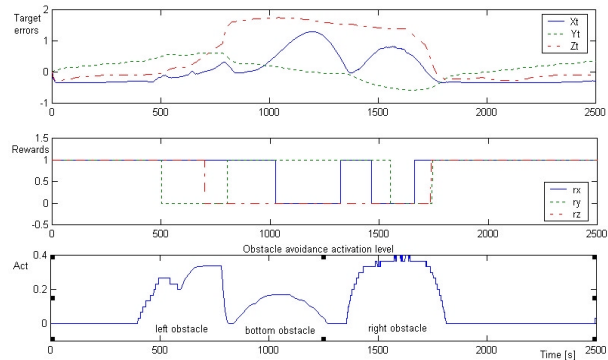 Target
errors
2
1
0
-1
Xt
Yt
Zt
0 500 1000 1500 2000 2500
Rewards
1.5
1
0.5
0
-0.5
rx
ry
rz
0 500 1000 1500 2000 2500
Obstacle avoidance activation level
Act
0.4
0.2
0
left obstacle bottom obstacle right obstacle
0 500 1000 1500 2000 2500
Time [s]